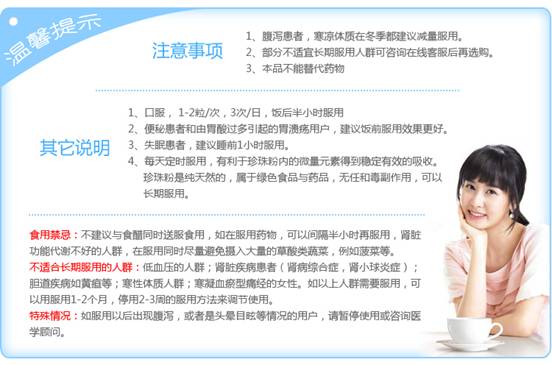 温馨提示
注意事项
1、腹泻患者，寒凉体质在冬季都建议减量服用。
2、部分不适宜长期服用人群可咨询在线客服后再选购。
3、本品不能替代药物
其它说明
1、口服， 1-2粒/次，3次/日，饭后半小时服用
2、便秘患者和由胃酸过多引起的胃溃疡用户，建议饭前服用效果更好。
3、失眠患者，建议睡前1小时服用。
4、每天定时服用，有利于珍珠粉内的微量元素得到稳定有效的吸收。
珍珠粉是纯天然的，属于绿色食品与药品，无任和毒副作用，可以
长期服用。
食用禁忌：不建议与食醋同时送服食用，如在服用药物，可以间隔半小时再服用，肾脏
功能代谢不好的人群，在服用同时尽量避免摄入大量的草酸类蔬菜，例如菠菜等。
不适合长期服用的人群：低血压的人群；肾脏疾病患者（肾病综合症，肾小球炎症）；
胆道疾病如黄疸等；寒性体质人群；寒凝血瘀型痛经的女性。如以上人群需要服用，可
以用服用1-2个月，停用2-3周的服用方法来调节使用。
特殊情况：如服用以后出现腹泻，或者是头晕目眩等情况的用户，请暂停使用或咨询医
学顾问。